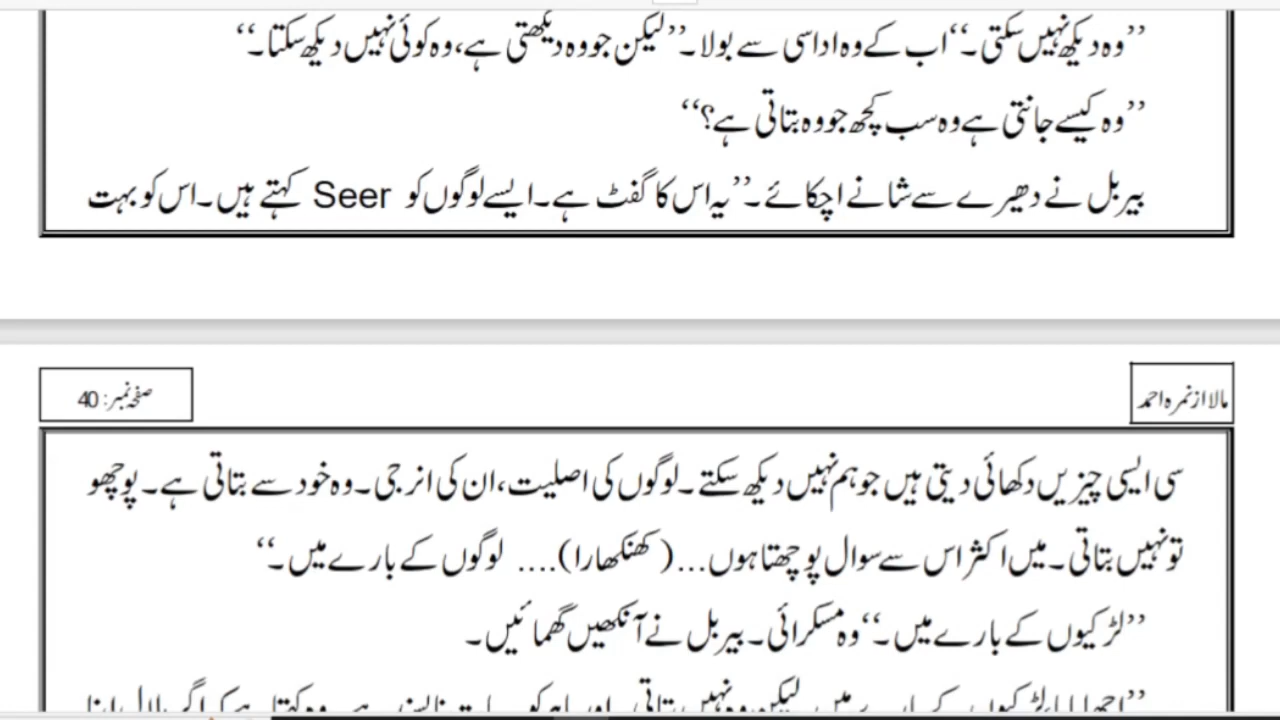 ’’وہ دیکھ نہیں سکتی۔‘‘ اب کے وہ اداسی سے بولا۔ ’’لیکن جو وہ دیکھتی ہے، وہ کوئی نہیں دیکھ سکتا۔‘‘
’’وہ کیسے جانتی ہے وہ سب کچھ جو وہ بتاتی ہے؟‘‘
بیربل نے دھیرے سے شانے اچکائے۔ ’’یہ اس کا گفٹ ہے۔ ایسے لوگوں کو Seer کہتے ہیں۔ اس کو بہت
مالا از نمرہ احمد
صفحہ نمبر: 40
سی ایسی چیزیں دکھائی دیتی ہیں جو ہم نہیں دیکھ سکتے۔ لوگوں کی اصلیت، ان کی انرجی۔ وہ خود سے بتاتی ہے۔ پوچھو
تو نہیں بتاتی۔ میں اکثر اس سے سوال پوچھتا ہوں...(کھنکھارا).... لوگوں کے بارے میں۔‘‘
’’لڑکیوں کے بارے میں۔‘‘ وہ مسکرائی۔ بیربل نے آنکھیں گھمائیں۔